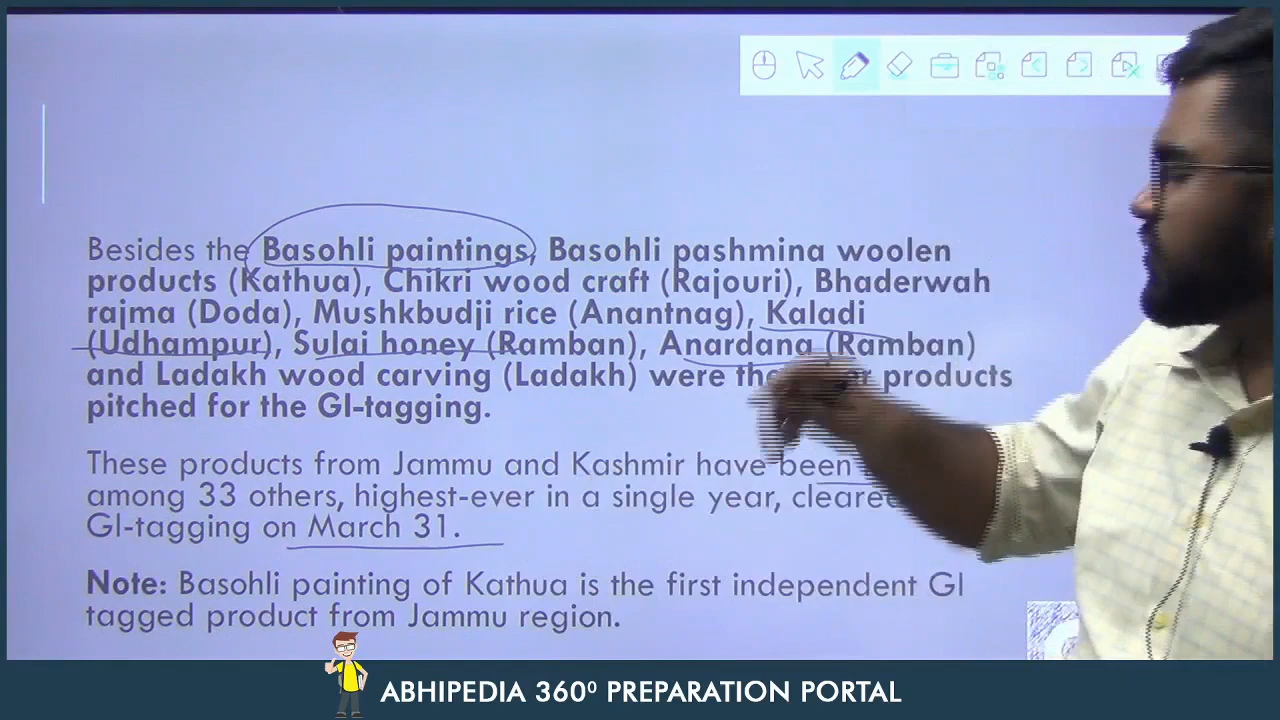 Besides the Basohli paintings, Basohli pashmina woolen
products (Kathua), Chikri wood craft (Rajouri), Bhaderwah
rajma (Doda), Mushkbudji rice (Anantnag), Kaladi
(Udhampur), Sulai honey (Ramban), Anardana (Ramban)
and Ladakh wood carving (Ladakh) were products
pitched for the GI-tagging.
These products from Jammu and Kashmir have been
among 33 others, highest-ever in a single year,
GI-tagging on March 31.
Note: Basohli painting of Kathua is the first independent GI
tagged product from Jammu region.
ABHIPEDIA 360⁰ PREPARATION PORTAL